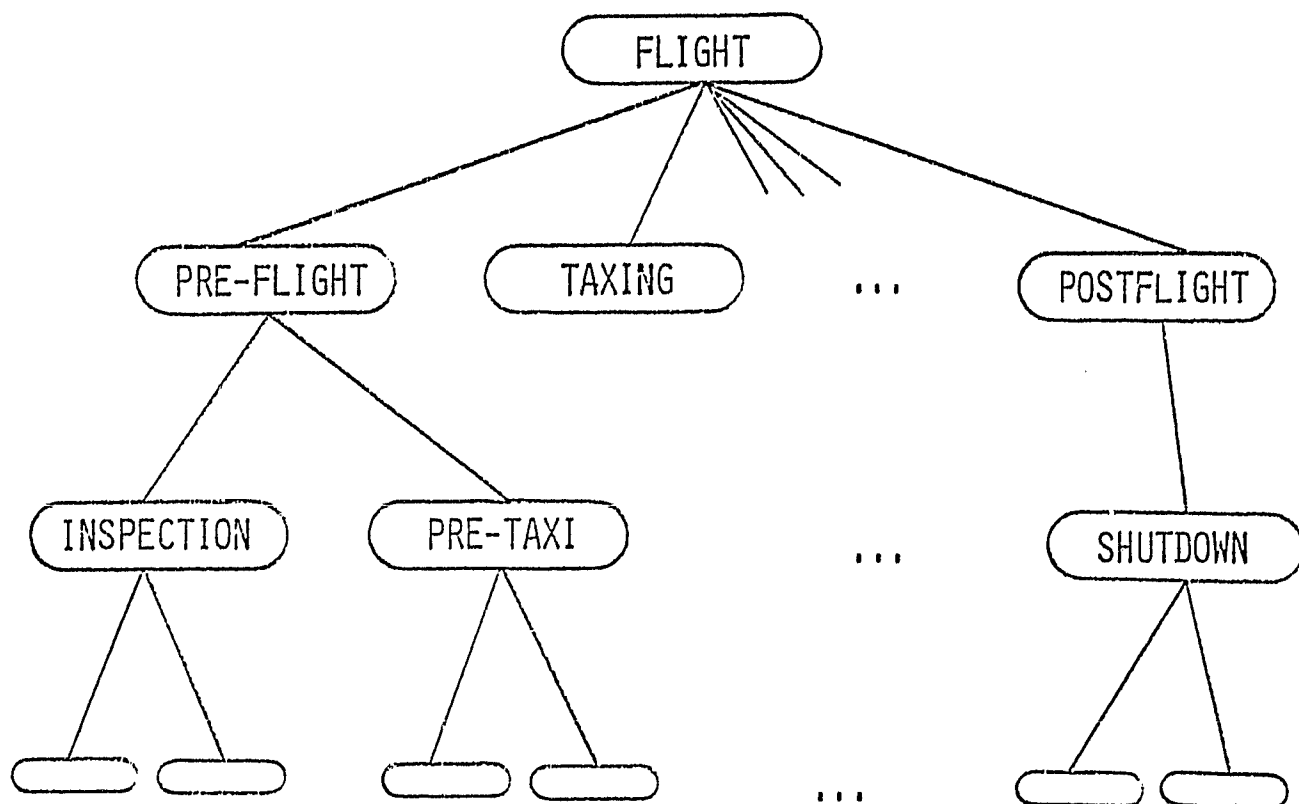 FLIGHT
PRE-FLIGHT TAXING ... POSTFLIGHT
INSPECTION PRE-TAXI ... SHUTDOWN
...